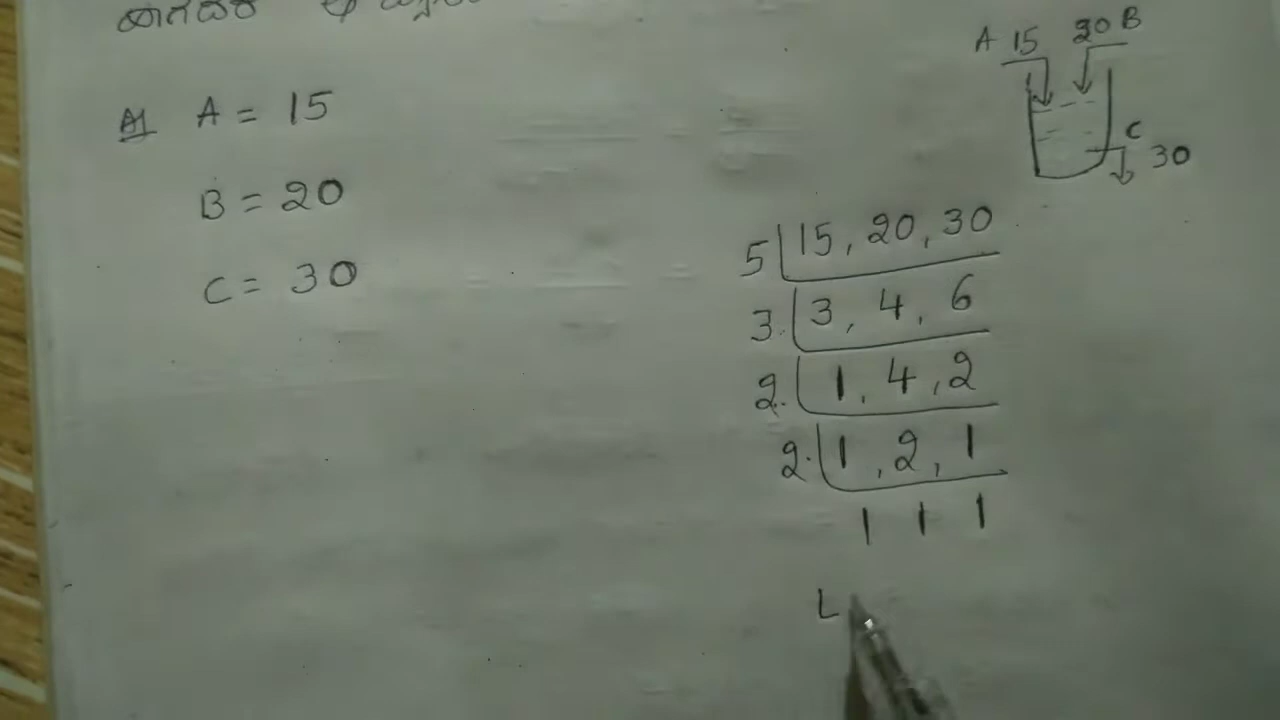 A 15 20 B
A1 A = 15
C
30
B = 20
C = 30
5 15, 20, 30
3. 3, 4, 6
2. 1, 4, 2
2. 1, 2, 1
1 1 1
L